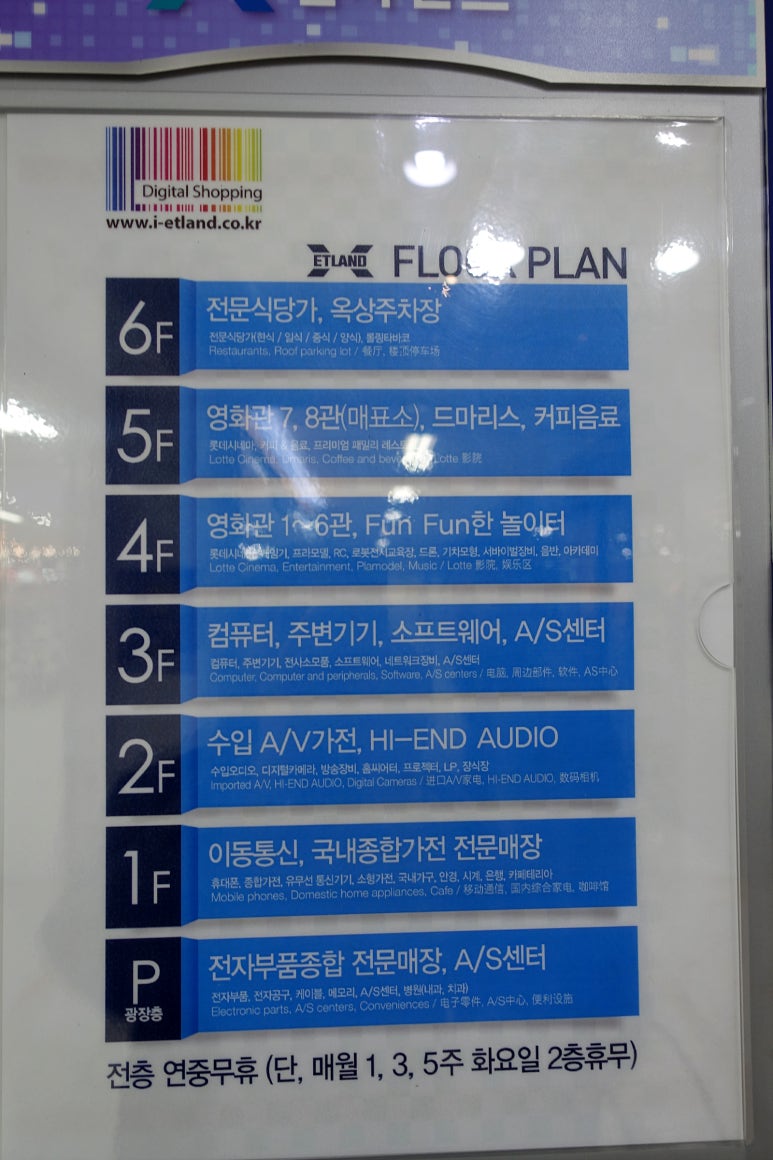 Digital Shopping
www.i-etland.co.kr
ETLAND FLOOR PLAN
6F
전문식당가, 옥상주차장
전문식당가(한식 / 일식 / 중식 / 양식), 롤링타바코
Restaurants, Roof parking lot / 餐厅, 楼顶停车场
5F
영화관 7, 8관(매표소), 드마리스, 커피음료
롯데시네마, 커피 & 음료, 프리미엄 패밀리
Lotte Cinema, Coffee and Lotte 影院
4F
영화관 1~6관, Fun Fun한 놀이터
프라모델, RC, 로봇전시교육장, 드론, 기차모형, 서바이벌장비, 음반, 아카데미
Lotte Cinema, Entertainment, Plamodel, Music / Lotte 影院, 娱乐区
3F
컴퓨터, 주변기기, 소프트웨어, A/S센터
컴퓨터, 주변기기, 전사소모품, 소프트웨어, 네트워크장비, A/S센터
Computer, Computer and peripherals, Software, A/S centers / 电脑, 周边部件, 软件, AS中心
2F
수입 A/V가전, HI-END AUDIO
수입오디오, 디지털카메라, 방송장비, 홈씨어터, 프로젝터, LP, 장식장
Imported A/V, HI-END AUDIO, Digital Cameras / 进口A/V家电, HI-END AUDIO, 数码相机
1F
이동통신, 국내종합가전 전문매장
휴대폰, 종합가전, 유무선 통신기기, 소형가전, 국내가구, 안경, 시계, 은행, 카페테리아
Mobile phones, Domestic home appliances, Cafe / 移动通信, 国内综合家电, 咖啡馆
P
광장층
전자부품종합 전문매장, A/S센터
전자부품, 전자공구, 케이블, 메모리, A/S센터, 병원(내과, 치과)
Electronic parts, A/S centers, Conveniences / 电子零件, A/S中心, 便利设施
전층 연중무휴 (단, 매월 1, 3, 5주 화요일 2층휴무)